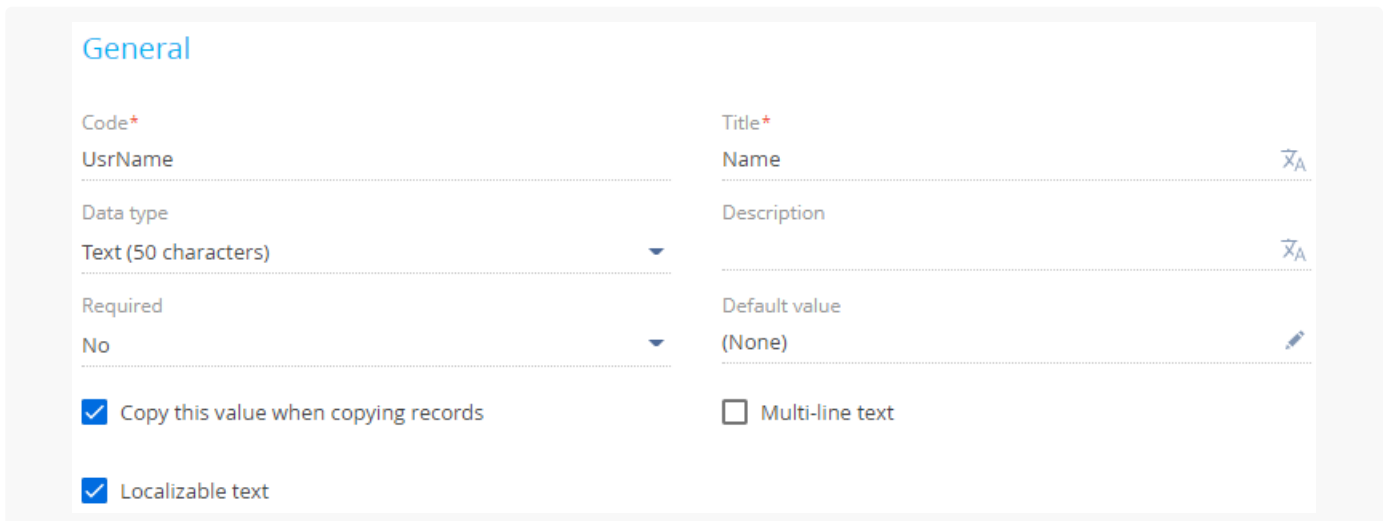 General
Code*
Title*
UsrName
Name
Data type
Description
Text (50 characters)
Required
Default value
No
(None)
Copy this value when copying records
Multi-line text
Localizable text